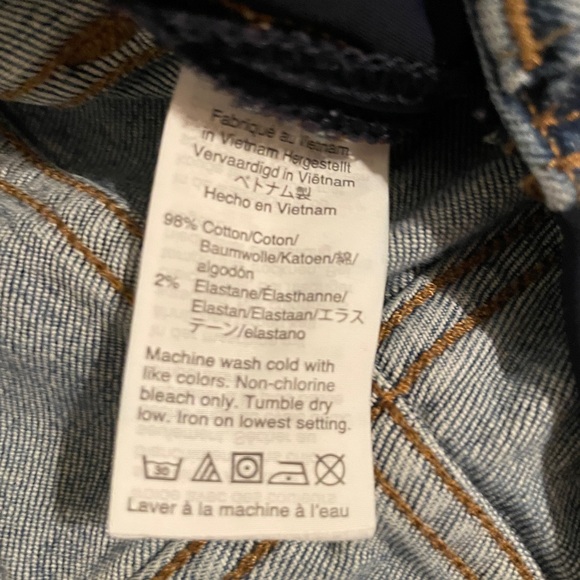 Fabriqué au Vietnam
in Vietnam Hergestellt
Vervaardigd in Viëtnam
ベトナム製
Hecho en Vietnam
98% Cotton/Coton/
Baumwolle/Katoen/綿/
algodón
2% Elastane/Élasthanne/
Elastan/Elastaan/エラス
テーン/elastano
Machine wash cold with
like colors. Non-chlorine
bleach only. Tumble dry
low. Iron on lowest setting.
30
Laver à la machine à l'eau